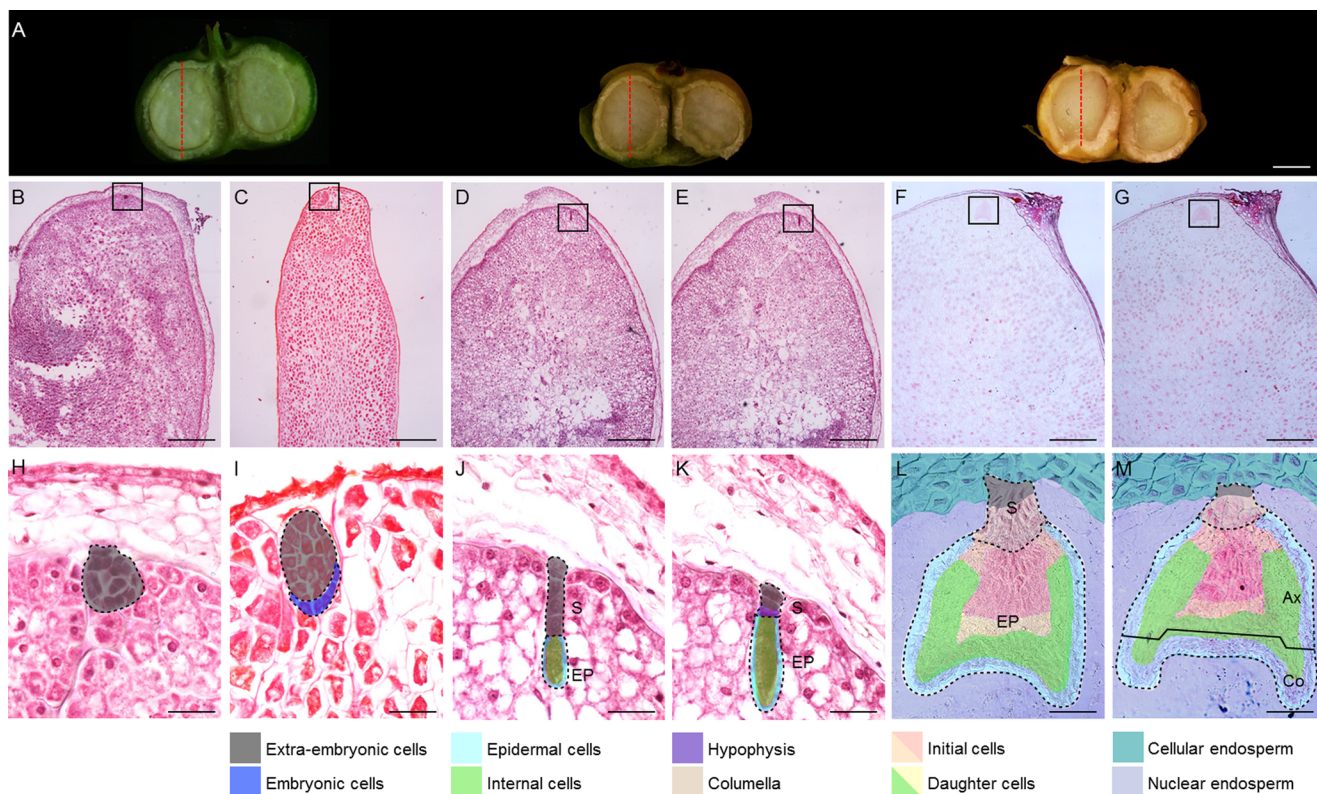 A
B C D E F G
H I J K L M
S S S
EP EP EP Ax
Co
Extra-embryonic cells Epidermal cells Hypophysis Initial cells Cellular endosperm
Embryonic cells Internal cells Columella Daughter cells Nuclear endosperm